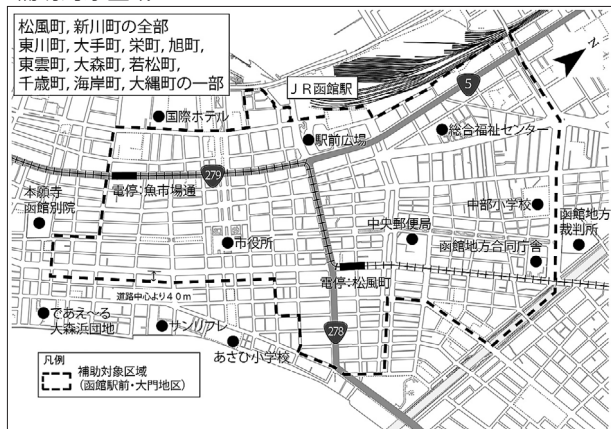 松風町，新川町の全部
東川町，大手町，栄町，旭町，
東雲町，大森町，若松町，
千歳町，海岸町，大縄町の一部
ＪＲ函館駅
5
Z
国際ホテル
駅前広場
総合福祉センター
279
本願寺
函館別院
電停：魚市場通
中部小学校
函館地方
裁判所
中央郵便局
市役所
函館地方合同庁舎
電停：松風町
道路中心より４０ｍ
であえ～る
大森浜団地
サンリフレ
278
あさひ小学校
凡例
補助対象区域
（函館駅前・大門地区）